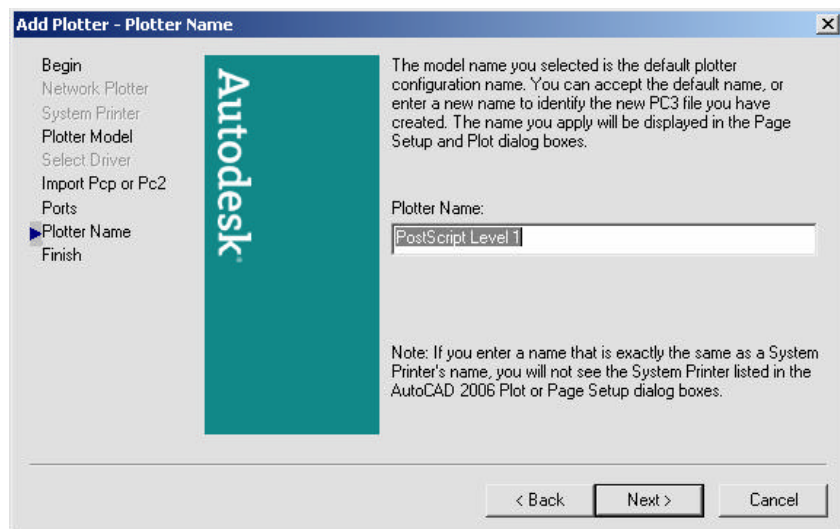 Add Plotter - Plotter Name
Begin
Network Plotter
System Printer
Plotter Model
Select Driver
Import Pcp or Pc2
Ports
Plotter Name
Finish
Autodesk
The model name you selected is the default plotter
configuration name. You can accept the default name, or
enter a new name to identify the new PC3 file you have
created. The name you apply will be displayed in the Page
Setup and Plot dialog boxes.
Plotter Name:
PostScript Level 1
Note: If you enter a name that is exactly the same as a System
Printer's name, you will not see the System Printer listed in the
AutoCAD 2006 Plot or Page Setup dialog boxes.
< Back
Next >
Cancel